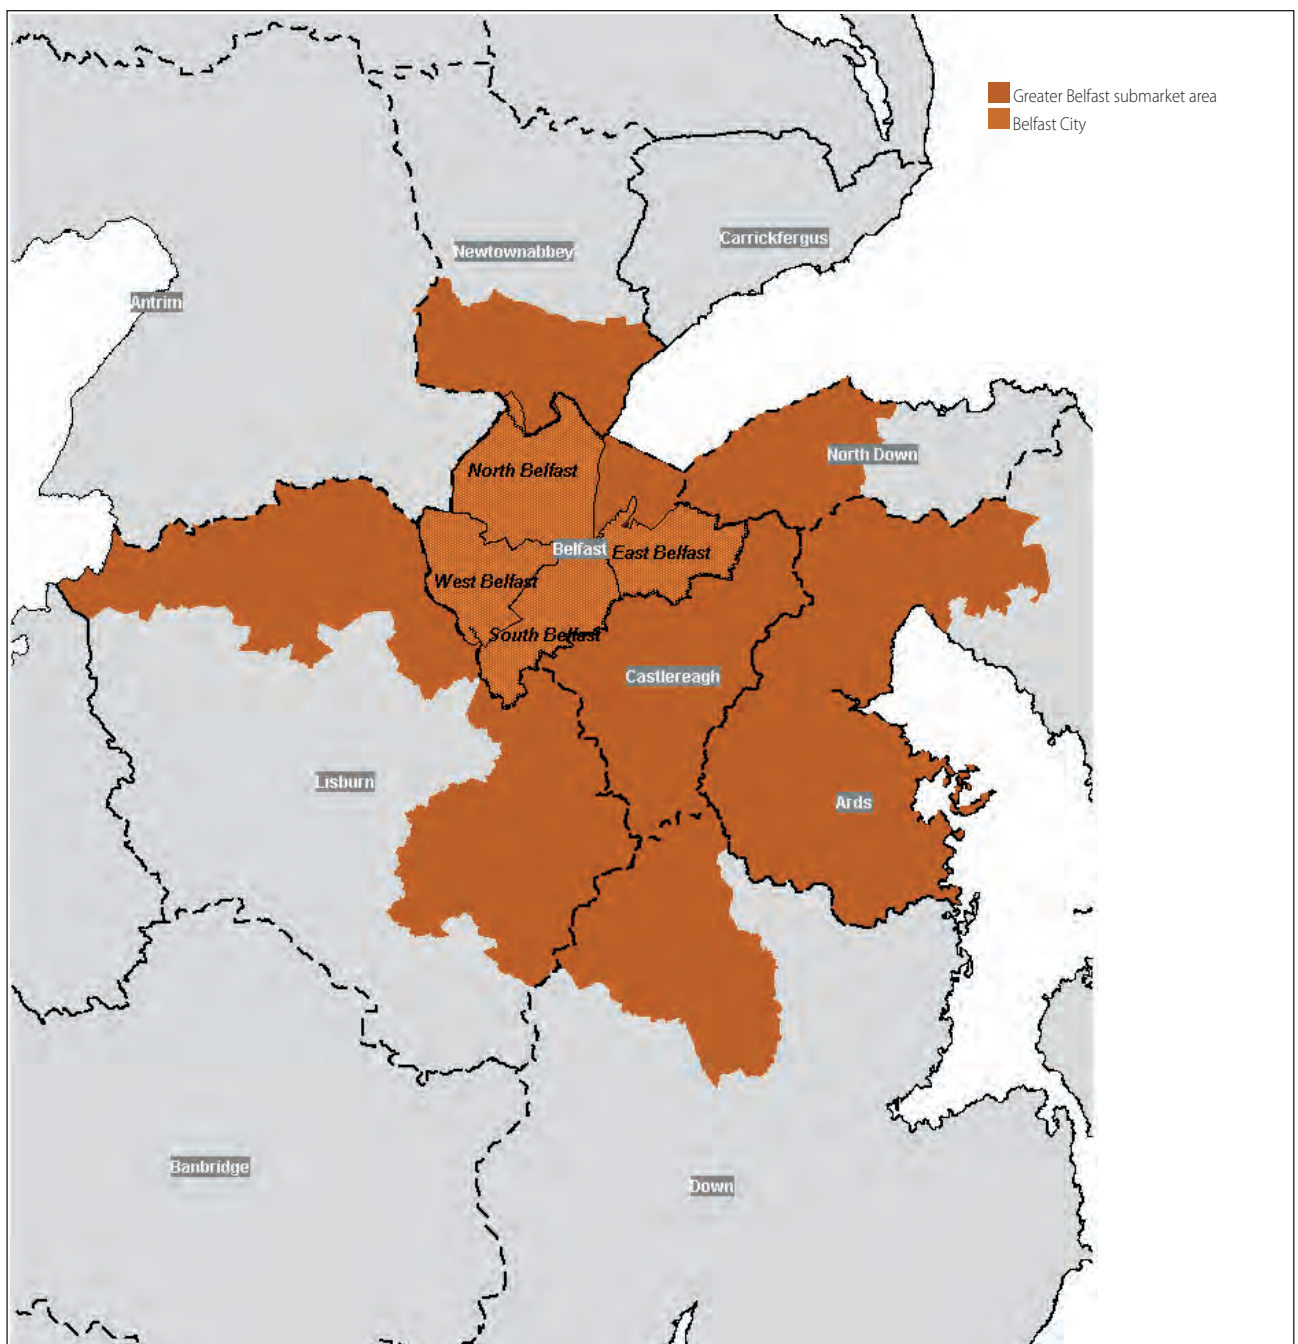 Greater Belfast submarket area
Belfast City
Carrickfergus
Newtownabbey
Antrim
North Down
North Belfast
Belfast
East Belfast
West Belfast
South Belfast
Castlereagh
Lisburn
Ards
Banbridge
Down